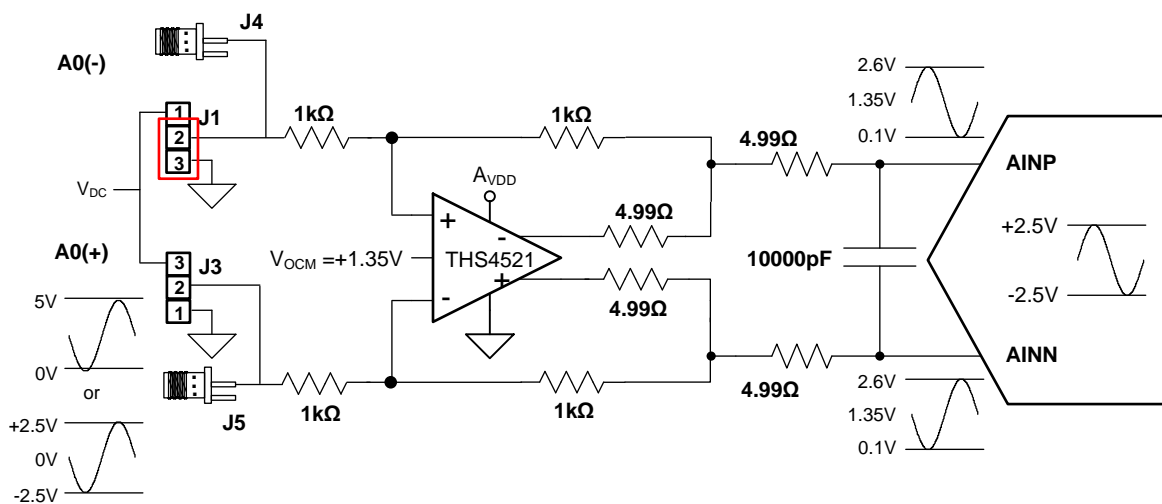 J4
A0(-)
1
J1
2
3
VDC
A0(+)
3
J3
2
1
5V
0V
or
+2.5V
0V
-2.5V
J5
1kΩ
1kΩ
AVDD
+
-
THS4521
VOCM =+1.35V
-
+
4.99Ω
4.99Ω
1kΩ
1kΩ
4.99Ω
4.99Ω
10000pF
2.6V
1.35V
0.1V
AINP
+2.5V
-2.5V
AINN
2.6V
1.35V
0.1V